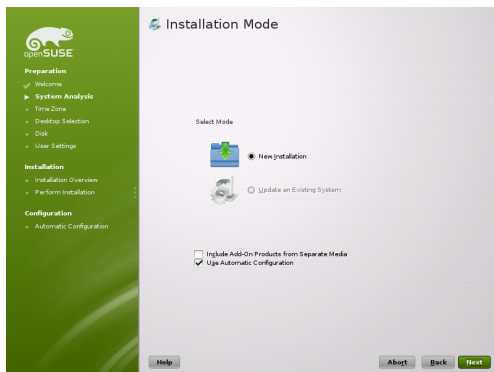 openSUSE
Preparation
Welcome
System Analysis
Time Zone
Desktop Selection
Disk
User Settings
Installation
Installation Overview
Perform Installation
Configuration
Automatic Configuration
Installation Mode
Select Mode
New Installation
Update an Existing System
Include Add-On Products from Separate Media
Use Automatic Configuration
Help
Abort
Back
Next